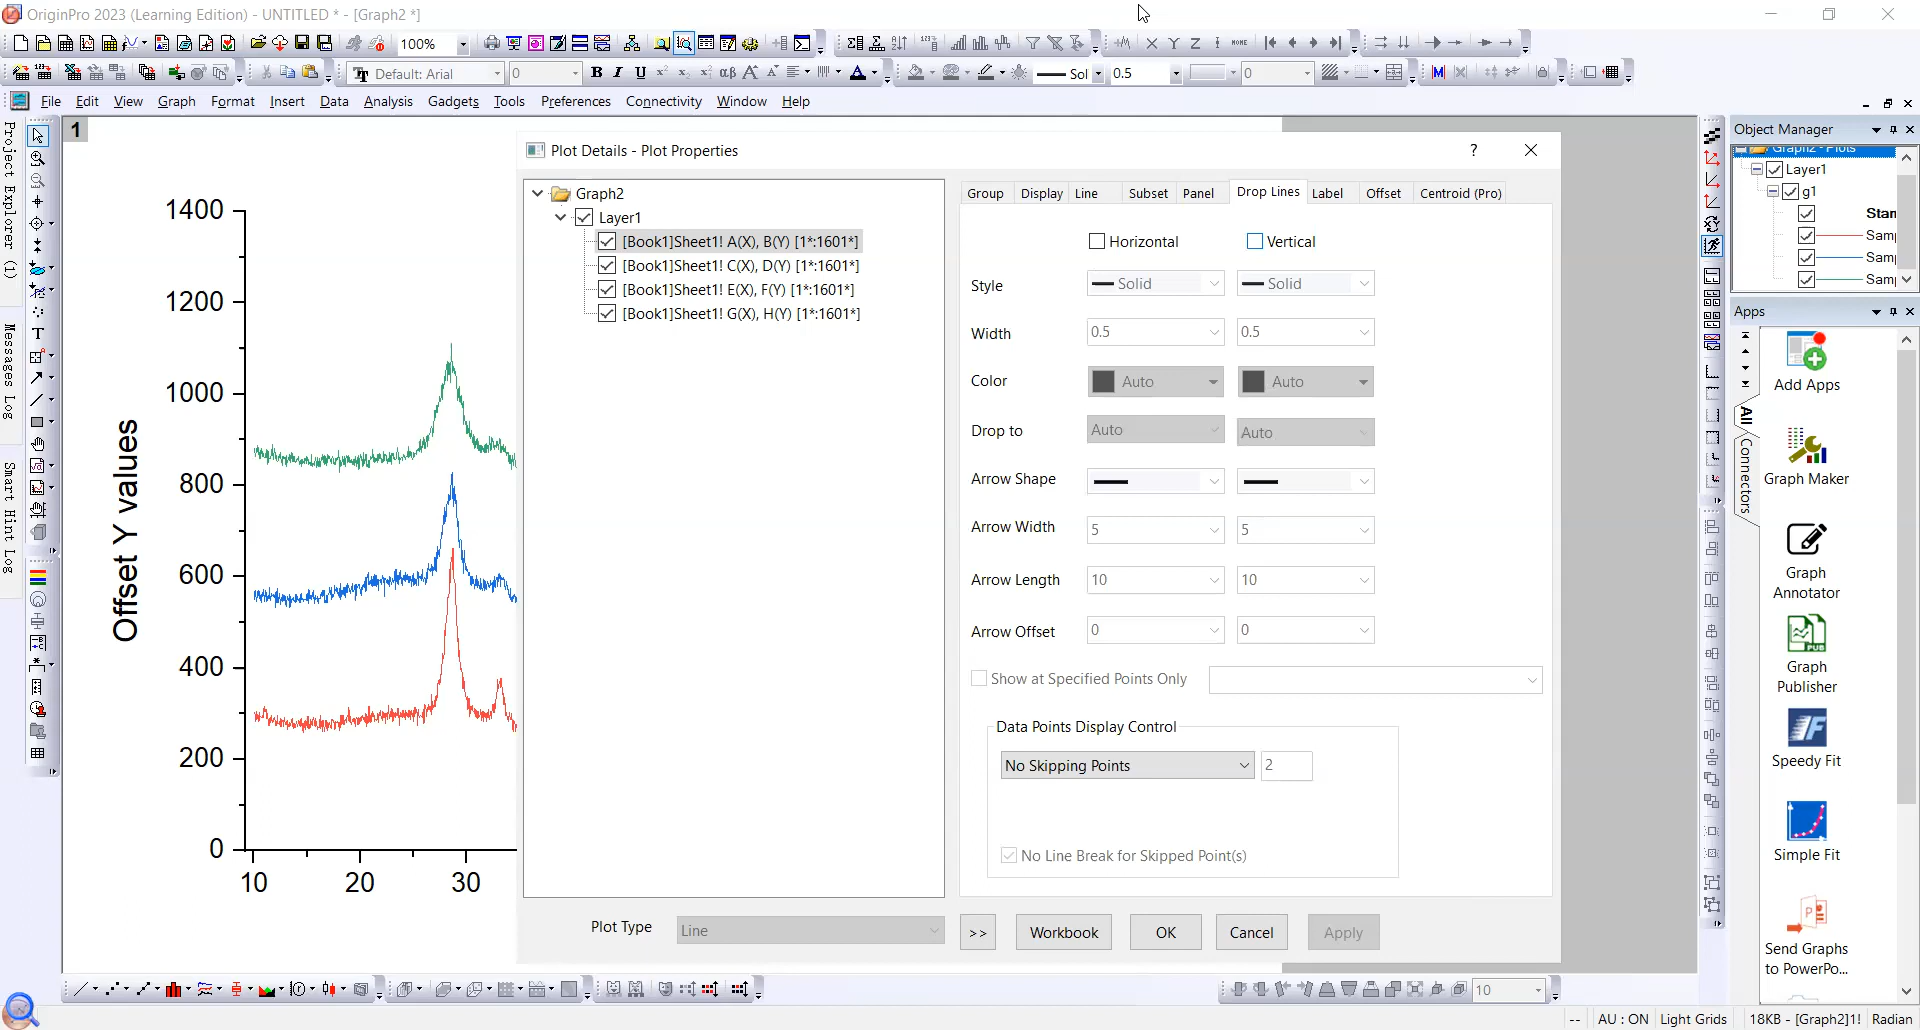 OriginPro 2023 (Learning Edition) - UNTITLED * - [Graph2 *]
100%
Default: Arial 0 B I U Sol 0.5 0
File Edit View Graph Format Insert Data Analysis Gadgets Tools Preferences Connectivity Window Help
Project Explorer (1)
Messages Log
Smart Hint Log
1
1400
1200
1000
800
600
400
200
0
10 20 30
Offset Y values
Plot Details - Plot Properties
Graph2
Layer1
[Book1]Sheet1! A(X), B(Y) [1*:1601*]
[Book1]Sheet1! C(X), D(Y) [1*:1601*]
[Book1]Sheet1! E(X), F(Y) [1*:1601*]
[Book1]Sheet1! G(X), H(Y) [1*:1601*]
Group Display Line Subset Panel Drop Lines Label Offset Centroid (Pro)
Horizontal Vertical
Style Solid Solid
Width 0.5 0.5
Color Auto Auto
Drop to Auto Auto
Arrow Shape
Arrow Width 5 5
Arrow Length 10 10
Arrow Offset 0 0
Show at Specified Points Only
Data Points Display Control
No Skipping Points 2
No Line Break for Skipped Point(s)
Plot Type Line >> Workbook OK Cancel Apply
Object Manager
Graph2 - Plots
Layer1
g1
Stan
Samp
Samp
Samp
Apps
All
Connectors
Add Apps
Graph Maker
Graph
Annotator
Graph
Publisher
Speedy Fit
Simple Fit
Send Graphs
to PowerPo...
10
-- AU : ON Light Grids 18KB - [Graph2]1! Radian